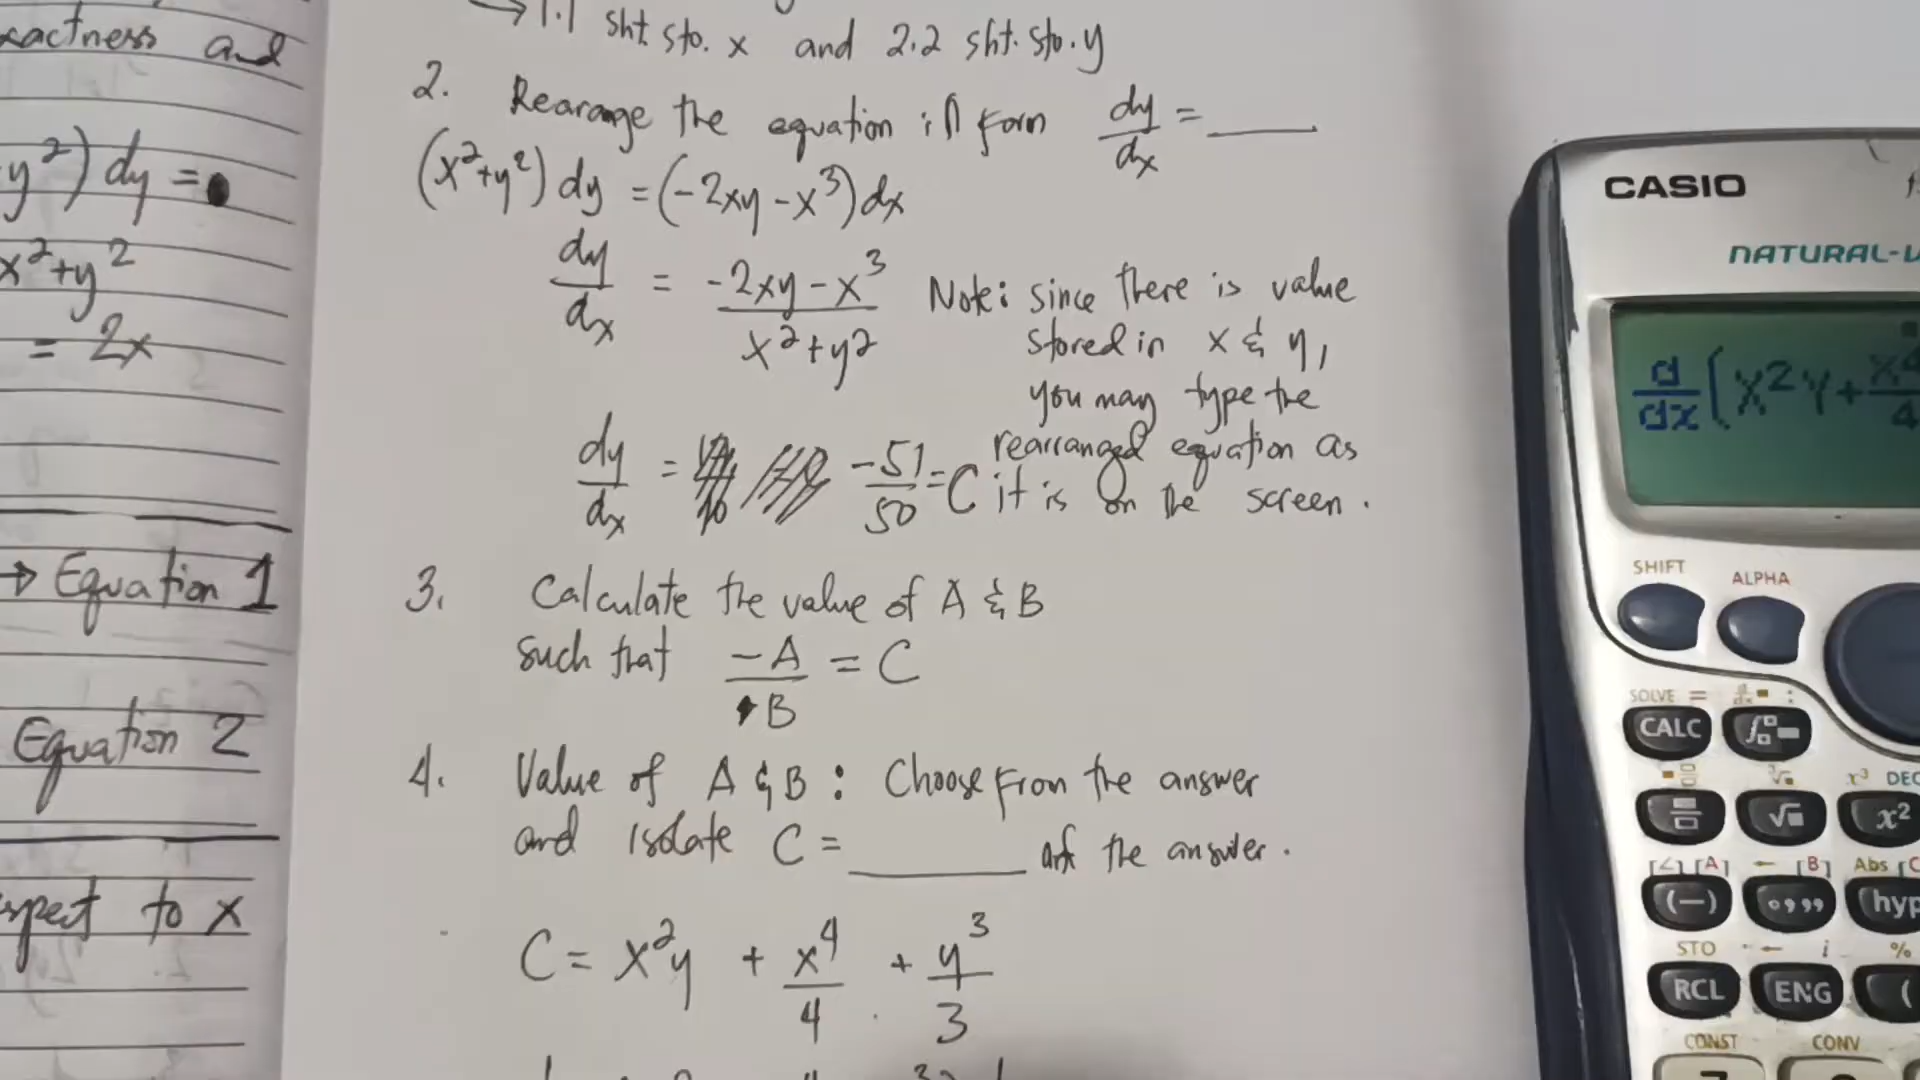 xactness and
y²) dy =
x²+y²
= 2x
→ Equation 1
Equation 2
spect to x
→ 1.1 sht sto. x and 2.2 sht. sto. y
2. Rearange the equation in form dy/dx = ____
(x²+y²) dy = (-2xy - x³) dx
dy/dx = (-2xy - x³)/(x²+y²)
Note: since there is value
stored in x & y,
you may type the
rearranged equation as
it is on the screen.
dy/dx = -51/50 = C
3. Calculate the value of A & B
such that -A/B = C
4. Value of A & B : Choose from the answer
and isolate C = ____ the answer.
C = x²y + x⁴/4 + y³/3
CASIO
NATURAL-V
d/dx(X²Y+X⁴/4
SHIFT
ALPHA
SOLVE =
CALC
x³ DEC
x²
[∠] [A] ← [B] Abs [C
(−) °,,, hyp
STO ← i %
RCL ENG (
CONST CONV